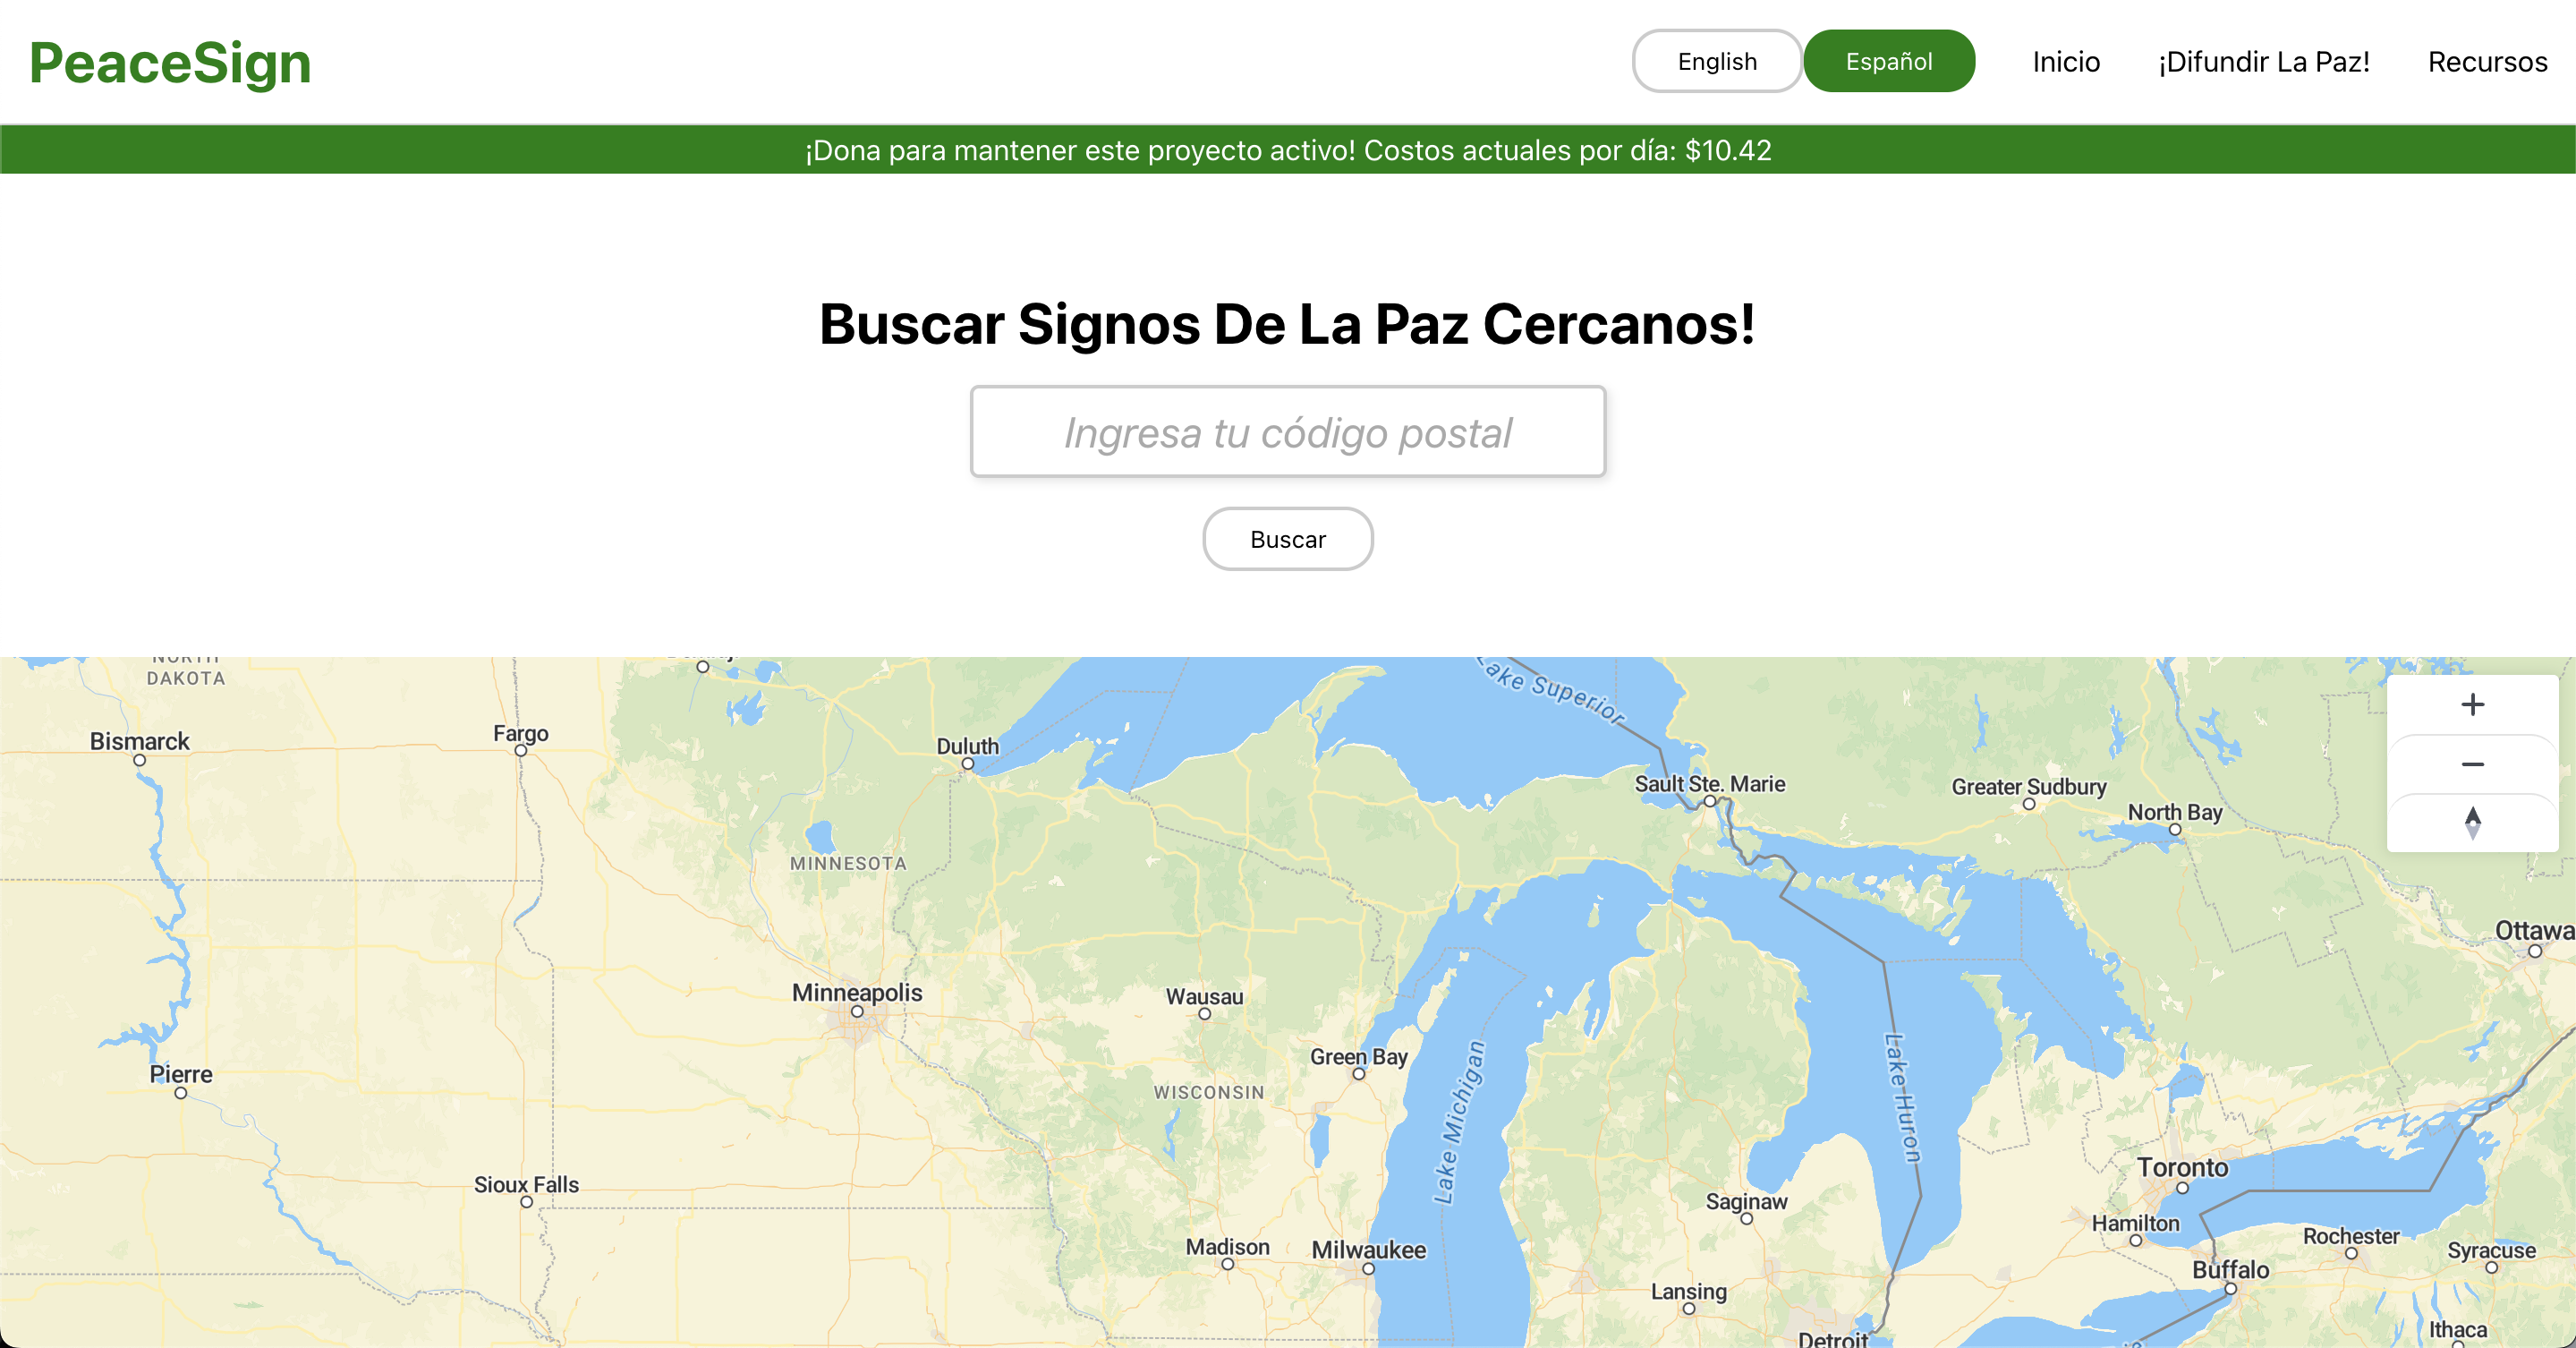 PeaceSign
English Español Inicio ¡Difundir La Paz! Recursos
¡Dona para mantener este proyecto activo! Costos actuales por día: $10.42
Buscar Signos De La Paz Cercanos!
Ingresa tu código postal
Buscar
NORTH
DAKOTA
Lake Superior
Bismarck
Fargo
Duluth
Sault Ste. Marie
Greater Sudbury
North Bay
MINNESOTA
Ottawa
Minneapolis
Wausau
Green Bay
Pierre
WISCONSIN
Lake Michigan
Lake Huron
Toronto
Sioux Falls
Saginaw
Hamilton
Rochester
Madison
Milwaukee
Syracuse
Buffalo
Lansing
Ithaca
Detroit